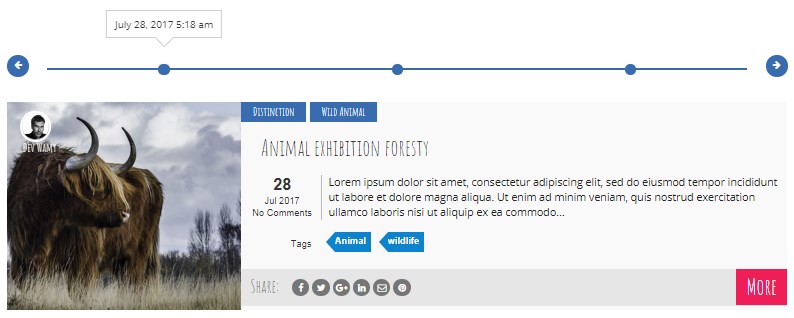 July 28, 2017 5:18 am
Dev Wamy
Distinction
Wild Animal
Animal exhibition foresty
28
Jul 2017
No Comments
Lorem ipsum dolor sit amet, consectetur adipiscing elit, sed do eiusmod tempor incididunt
ut labore et dolore magna aliqua. Ut enim ad minim veniam, quis nostrud exercitation
ullamco laboris nisi ut aliquip ex ea commodo...
Tags
Animal
wildlife
Share:
More